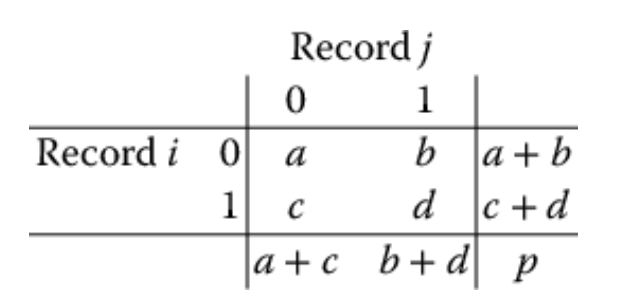 Record j
0 1
Record i 0 a b a + b
1 c d c + d
a + c b + d p